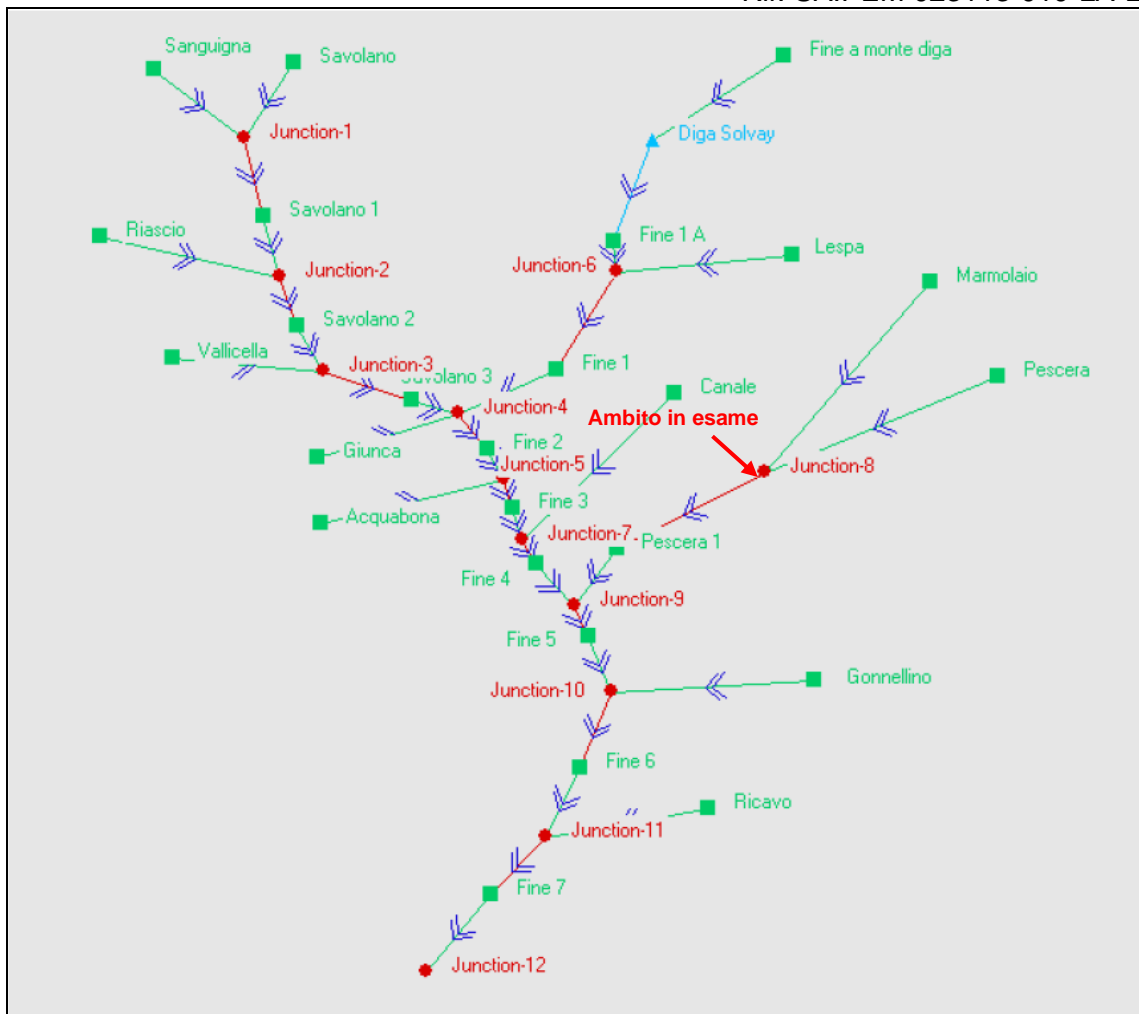 Sanguigna
Savolano
Fine a monte diga
Junction-1
Diga Solvay
Savolano 1
Riascio
Fine 1 A
Lespa
Junction-2
Junction-6
Marmolaio
Savolano 2
Vallicella
Junction-3
Fine 1
Savolano 3
Canale
Pescera
Junction-4
Ambito in esame
Giunca
Fine 2
Junction-5
Junction-8
Fine 3
Acquabona
Junction-7
Pescera 1
Fine 4
Junction-9
Fine 5
Gonnellino
Junction-10
Fine 6
Ricavo
Junction-11
Fine 7
Junction-12